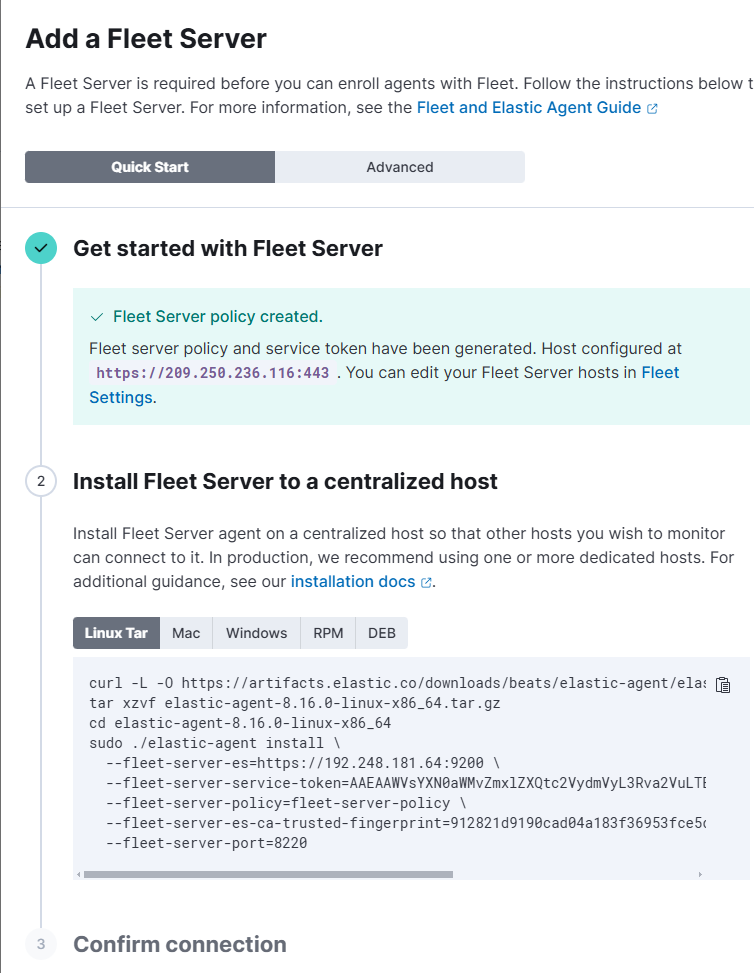 Add a Fleet Server
A Fleet Server is required before you can enroll agents with Fleet. Follow the instructions below t
set up a Fleet Server. For more information, see the Fleet and Elastic Agent Guide
Quick Start
Advanced
Get started with Fleet Server
Fleet Server policy created.
Fleet server policy and service token have been generated. Host configured at
https://209.250.236.116:443 . You can edit your Fleet Server hosts in Fleet
Settings.
2
Install Fleet Server to a centralized host
Install Fleet Server agent on a centralized host so that other hosts you wish to monitor
can connect to it. In production, we recommend using one or more dedicated hosts. For
additional guidance, see our installation docs .
Linux Tar
Mac
Windows
RPM
DEB
curl -L -O https://artifacts.elastic.co/downloads/beats/elastic-agent/elas
tar xzvf elastic-agent-8.16.0-linux-x86_64.tar.gz
cd elastic-agent-8.16.0-linux-x86_64
sudo ./elastic-agent install \
--fleet-server-es=https://192.248.181.64:9200 \
--fleet-server-service-token=AAEAAWVsYXN0aWMvZmxlZXQtc2VydmVyL3Rva2VuLTE
--fleet-server-policy=fleet-server-policy \
--fleet-server-es-ca-trusted-fingerprint=912821d9190cad04a183f36953fce5c
--fleet-server-port=8220
3
Confirm connection